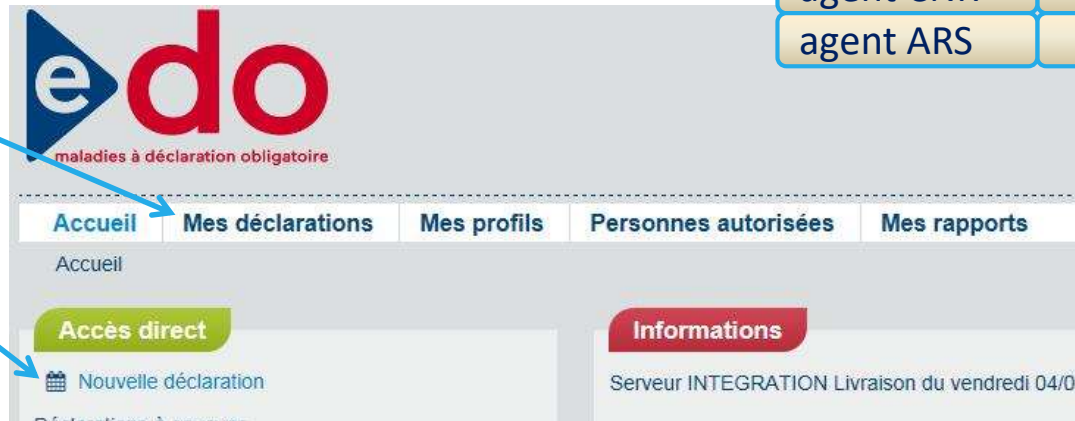 agent ARS
e do
maladies à déclaration obligatoire
Accueil Mes déclarations Mes profils Personnes autorisées Mes rapports
Accueil
Accès direct
Informations
Nouvelle déclaration
Serveur INTEGRATION Livraison du vendredi 04/0